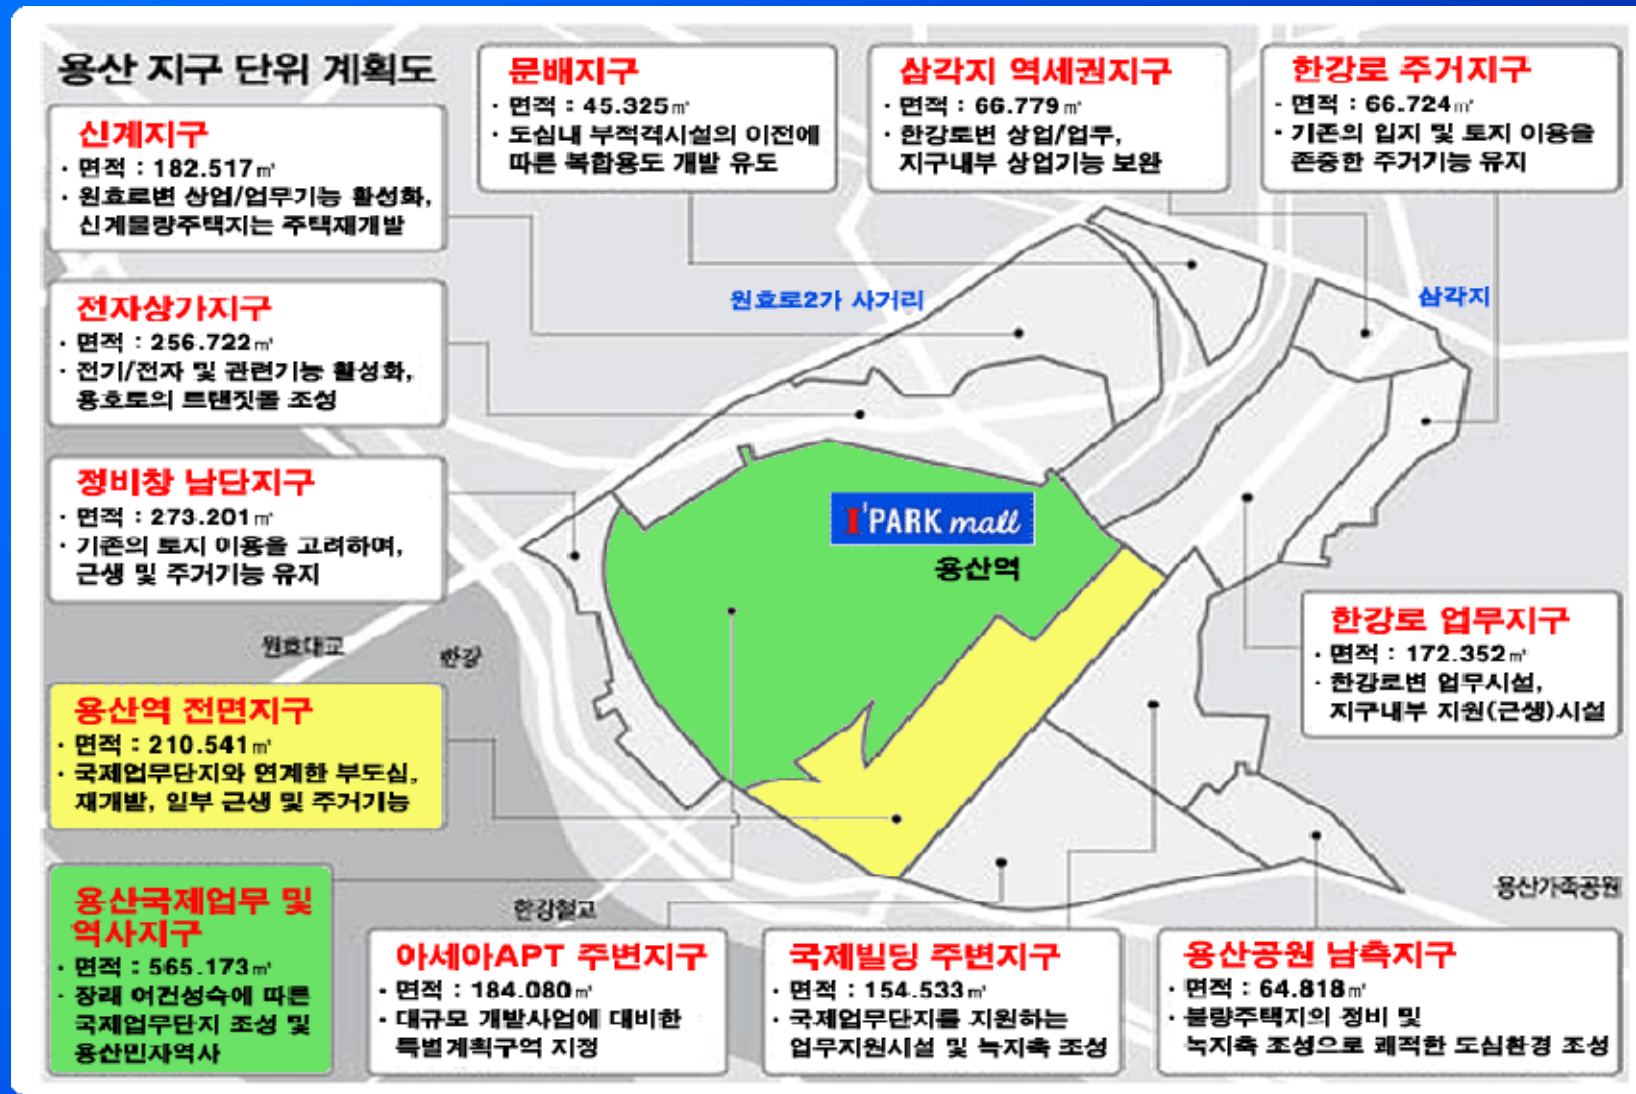 용산 지구 단위 계획도
신계지구
· 면적 : 182.517㎡
· 원효로변 상업/업무기능 활성화,
신계물량주택지는 주택재개발
전자상가지구
· 면적 : 256.722㎡
· 전기/전자 및 관련기능 활성화,
용호로의 트랜짓몰 조성
정비창 남단지구
· 면적 : 273.201㎡
· 기존의 토지 이용을 고려하며,
근생 및 주거기능 유지
용산역 전면지구
· 면적 : 210.541㎡
· 국제업무단지와 연계한 부도심,
재개발, 일부 근생 및 주거기능
용산국제업무 및
역사지구
· 면적 : 565.173㎡
· 장래 여건성숙에 따른
국제업무단지 조성 및
용산민자역사
문배지구
· 면적 : 45.325㎡
· 도심내 부적격시설의 이전에
따른 복합용도 개발 유도
삼각지 역세권지구
· 면적 : 66.779㎡
· 한강로변 상업/업무,
지구내부 상업기능 보완
한강로 주거지구
· 면적 : 66.724㎡
· 기존의 입지 및 토지 이용을
존중한 주거기능 유지
원효로2가 사거리
삼각지
I'PARK mall
용산역
원효대교
한강
한강철교
용산가족공원
한강로 업무지구
· 면적 : 172.352㎡
· 한강로변 업무시설,
지구내부 지원(근생)시설
아세아APT 주변지구
· 면적 : 184.080㎡
· 대규모 개발사업에 대비한
특별계획구역 지정
국제빌딩 주변지구
· 면적 : 154.533㎡
· 국제업무단지를 지원하는
업무지원시설 및 녹지축 조성
용산공원 남측지구
· 면적 : 64.818㎡
· 불량주택지의 정비 및
녹지축 조성으로 쾌적한 도심환경 조성